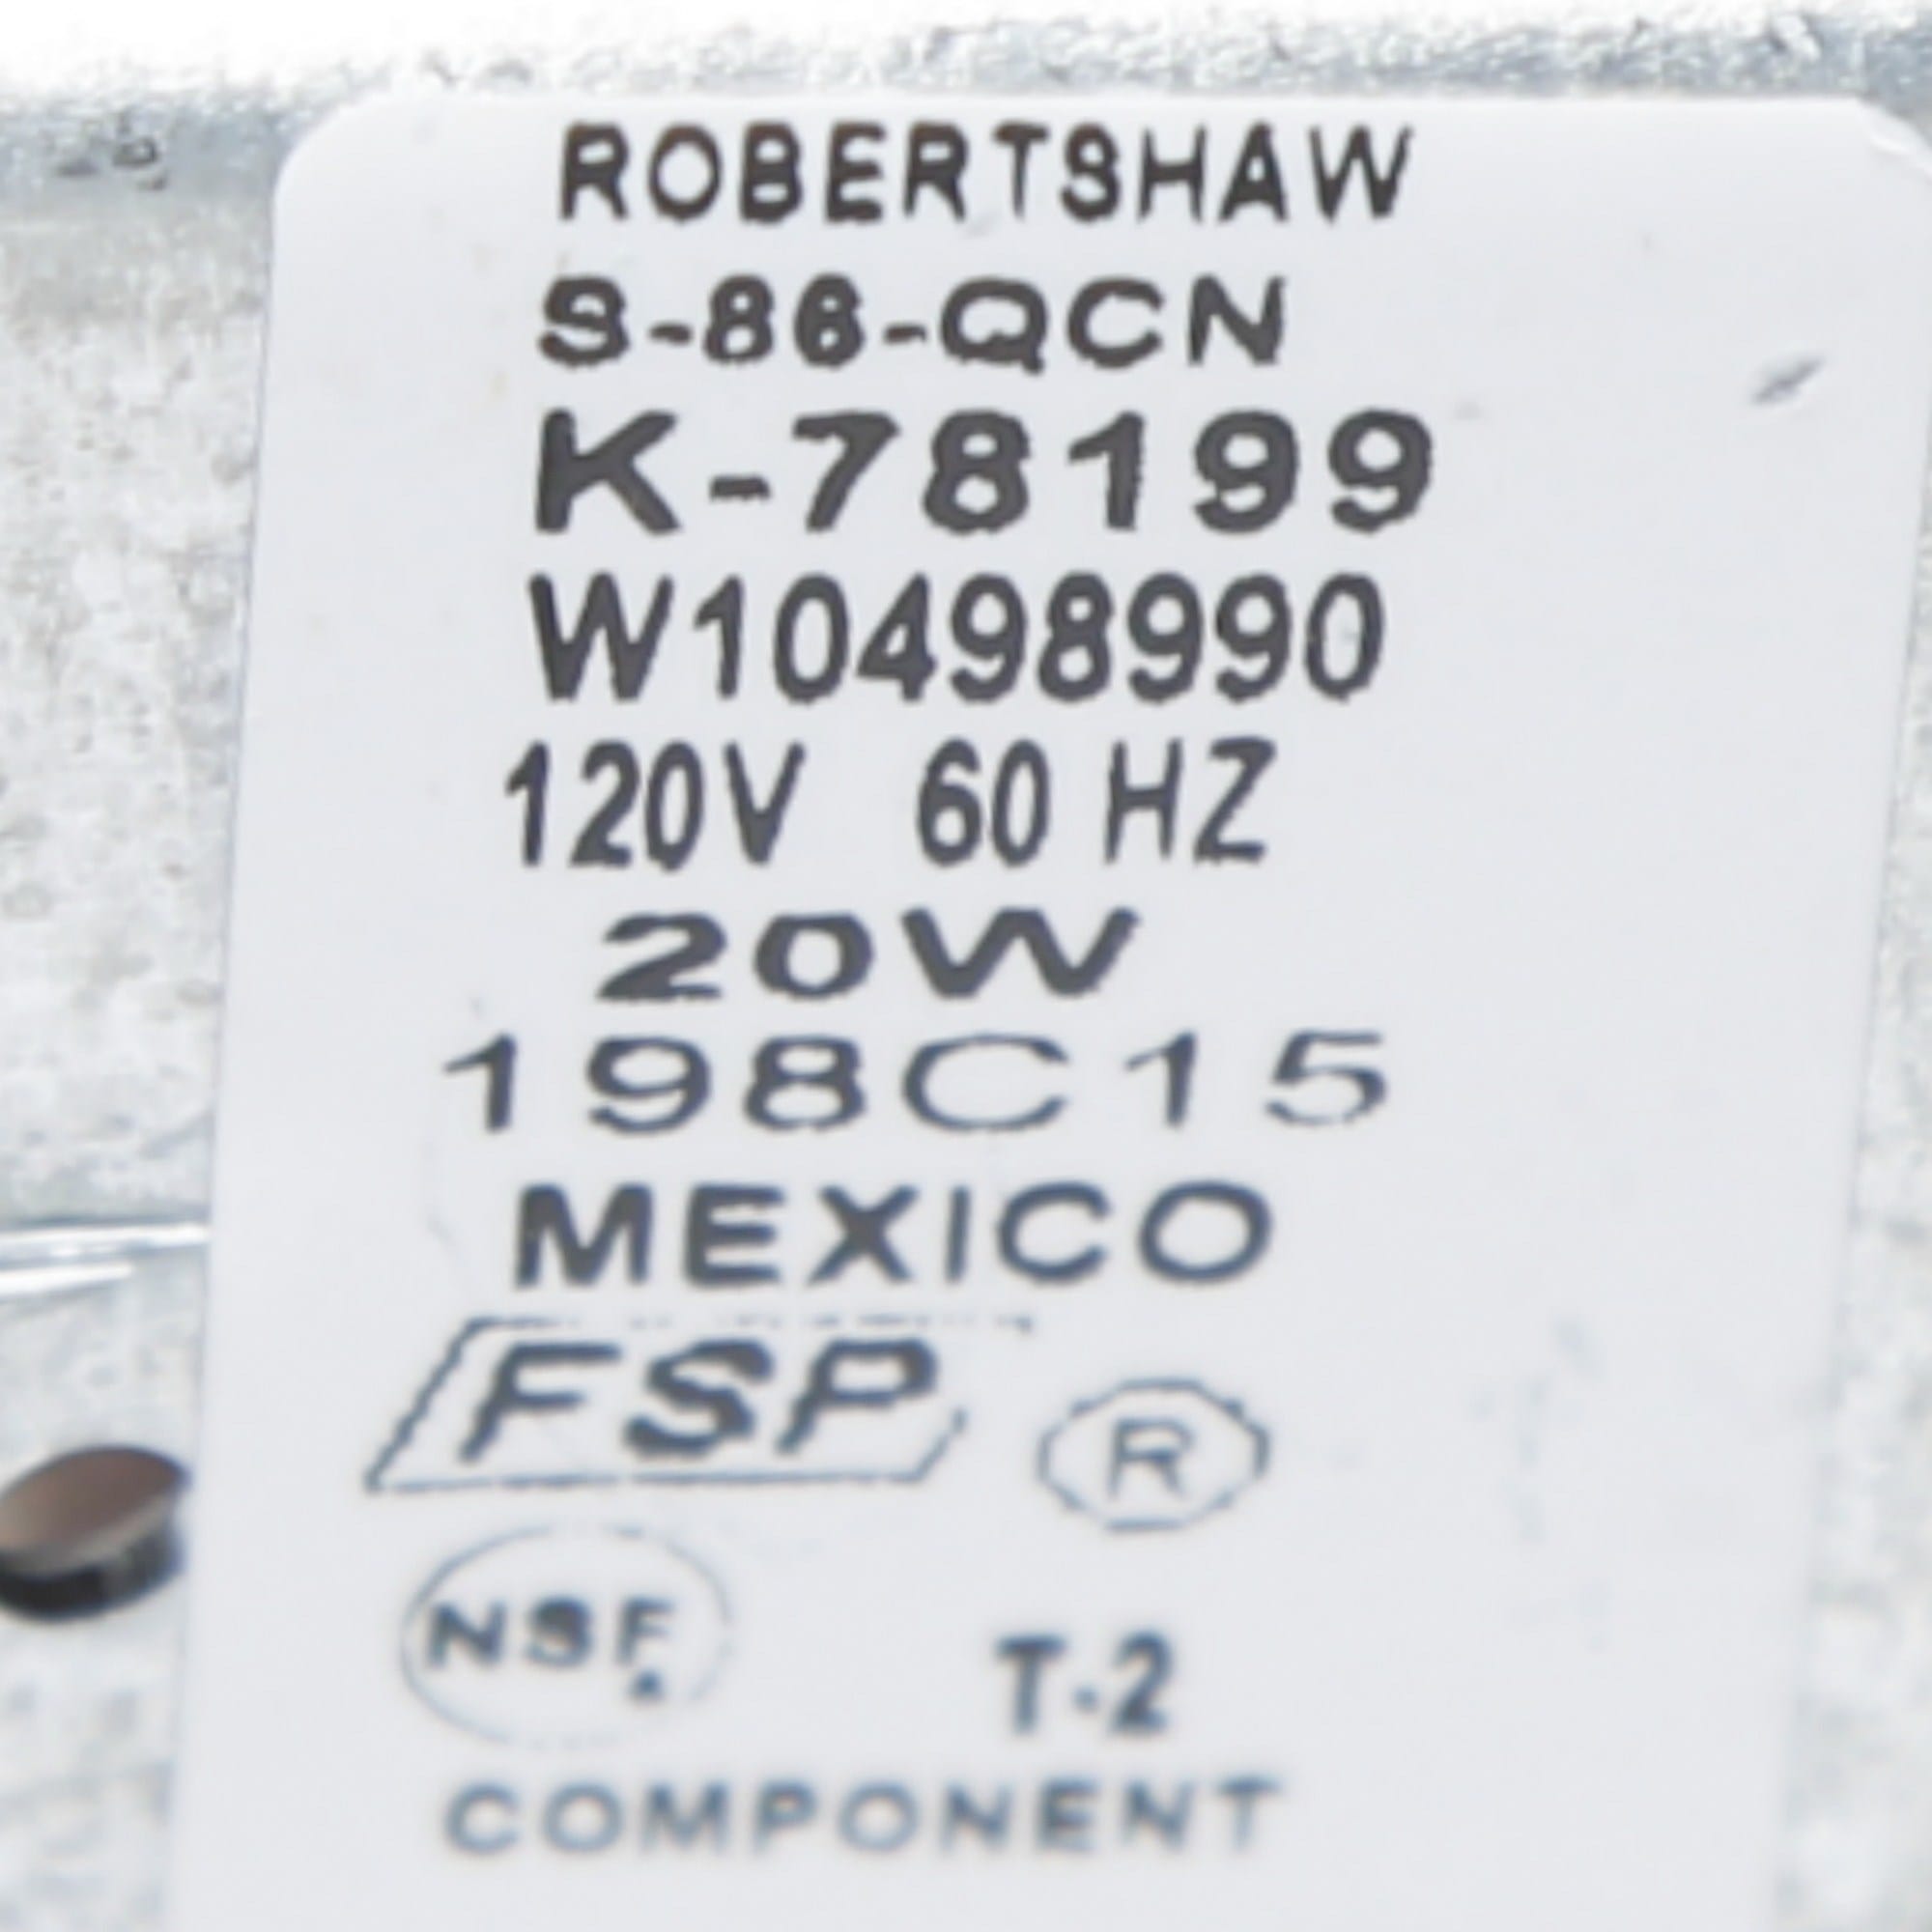 ROBERTSHAW
S-86-QCN
K-78199
W10498990
120V 60 HZ
20W
198C15
MEXICO
FSP ®
NSF. T-2
COMPONENT